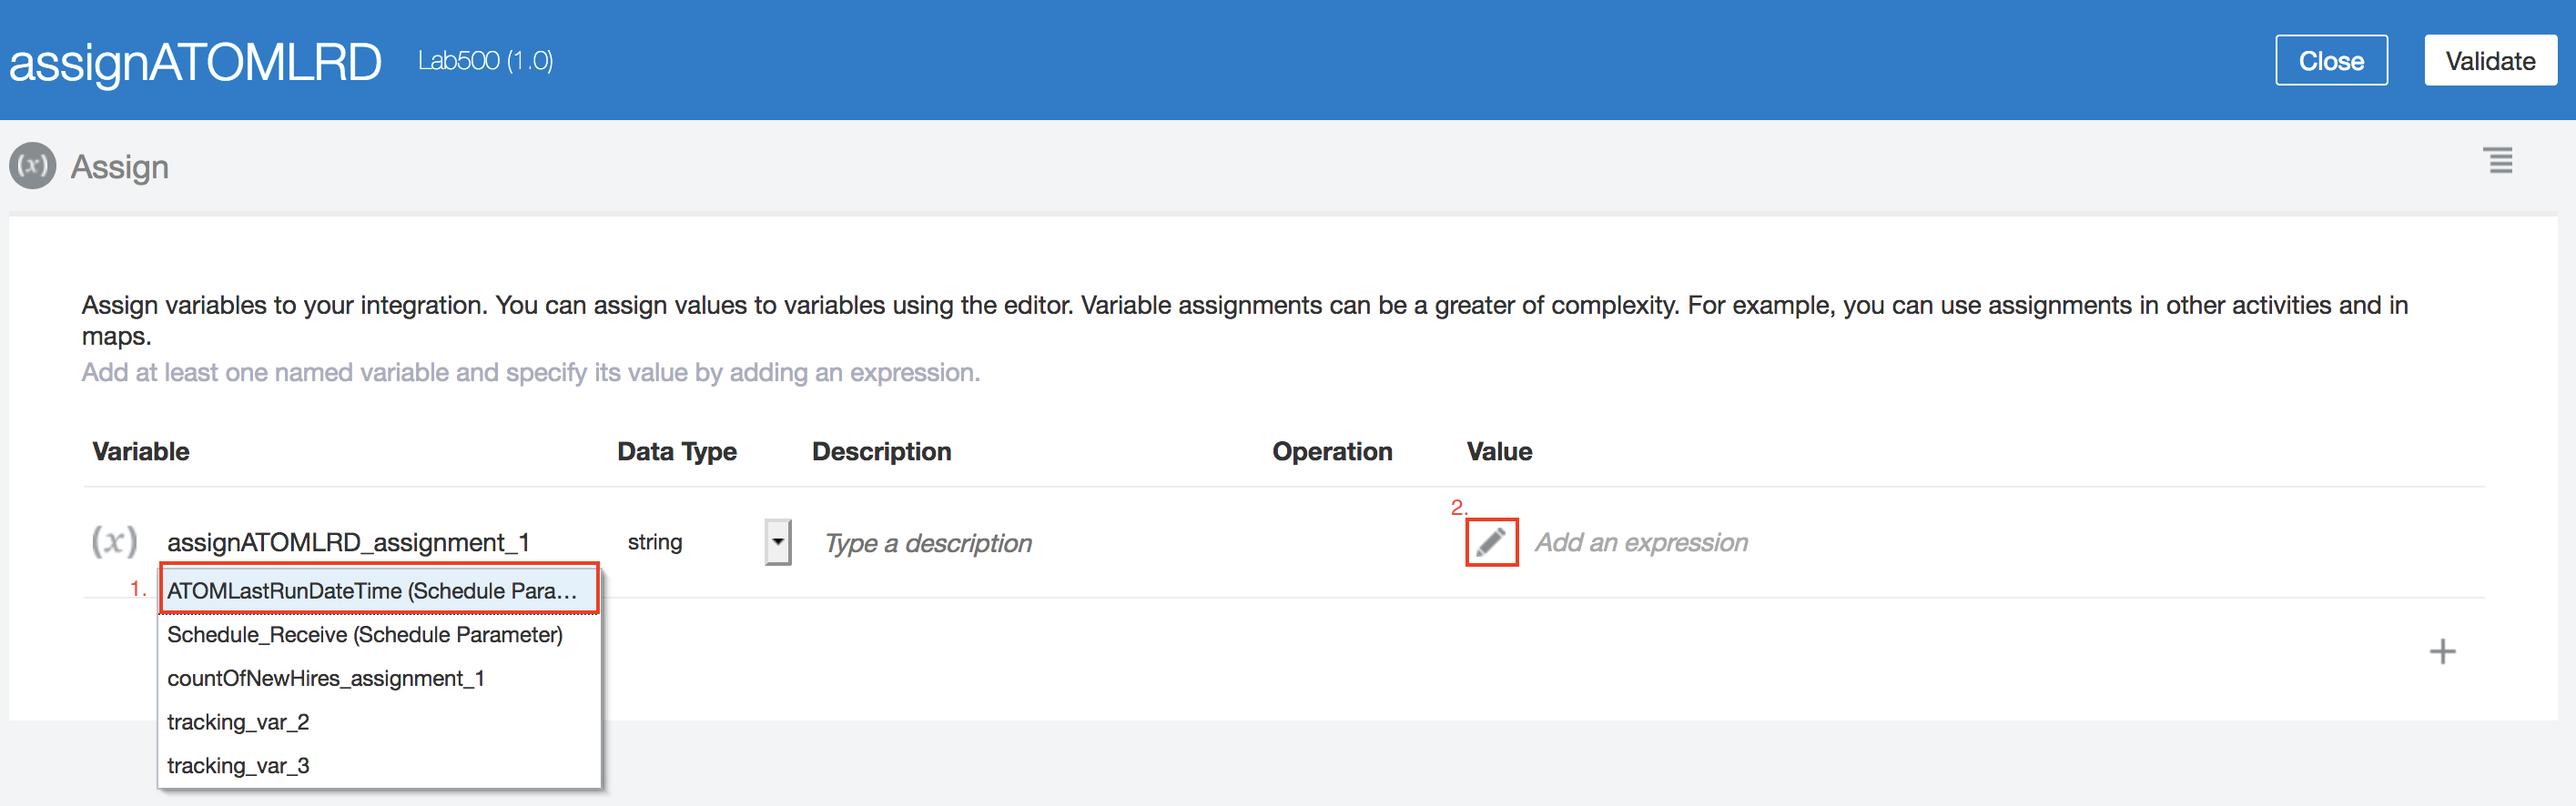 assignATOMLRD Lab500 (1.0) Close Validate
(x) Assign
Assign variables to your integration. You can assign values to variables using the editor. Variable assignments can be a greater of complexity. For example, you can use assignments in other activities and in
maps.
Add at least one named variable and specify its value by adding an expression.
Variable Data Type Description Operation Value
2.
(x) assignATOMLRD_assignment_1 string Type a description Add an expression
1. ATOMLastRunDateTime (Schedule Para...
Schedule_Receive (Schedule Parameter)
countOfNewHires_assignment_1
tracking_var_2
tracking_var_3